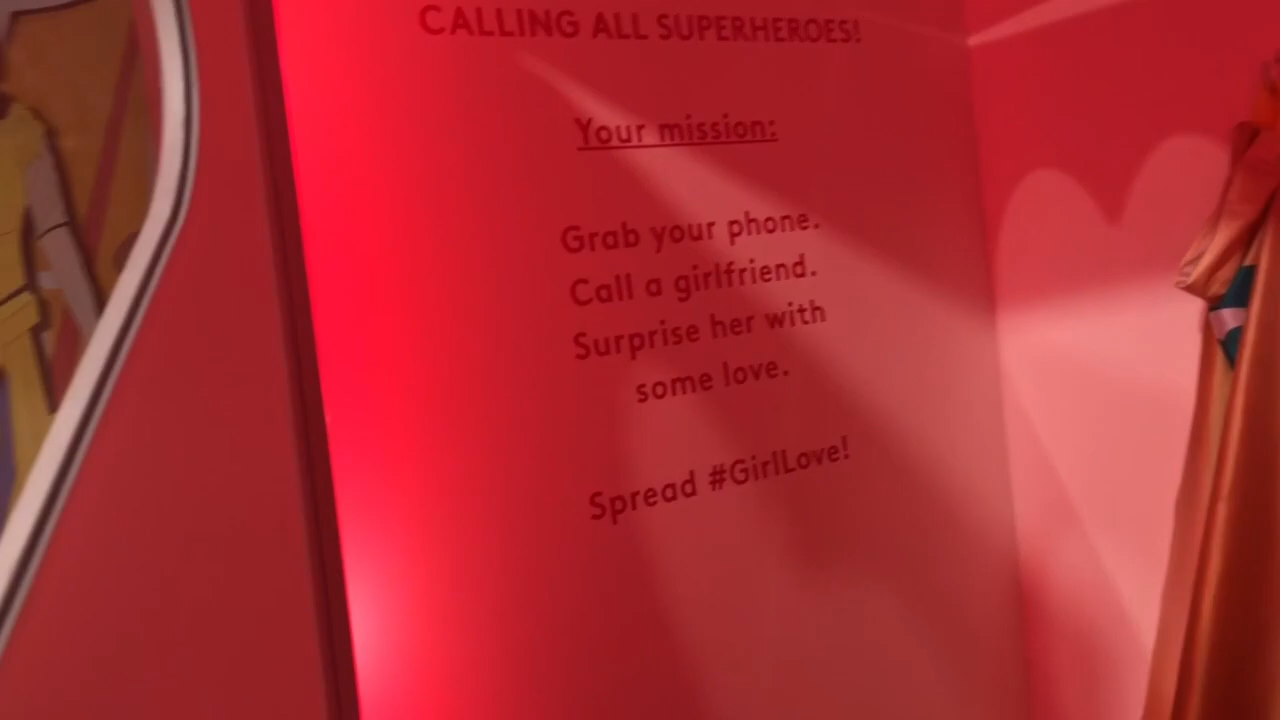 CALLING ALL SUPERHEROES!
Your mission:
Grab your phone.
Call a girlfriend.
Surprise her with
some love.
Spread #GirlLove!